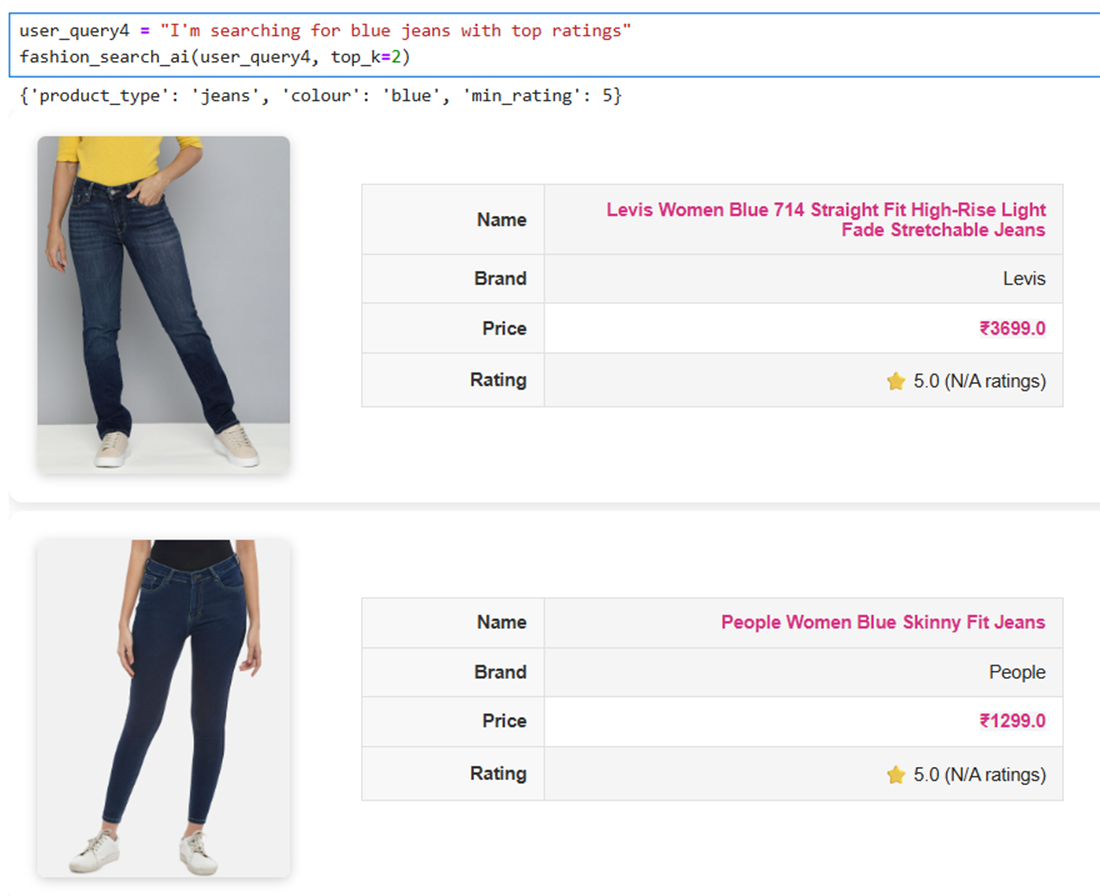 user_query4 = "I'm searching for blue jeans with top ratings"
fashion_search_ai(user_query4, top_k=2)
{'product_type': 'jeans', 'colour': 'blue', 'min_rating': 5}
Name
Levis Women Blue 714 Straight Fit High-Rise Light
Fade Stretchable Jeans
Brand
Levis
Price
₹3699.0
Rating
⭐ 5.0 (N/A ratings)
Name
People Women Blue Skinny Fit Jeans
Brand
People
Price
₹1299.0
Rating
⭐ 5.0 (N/A ratings)